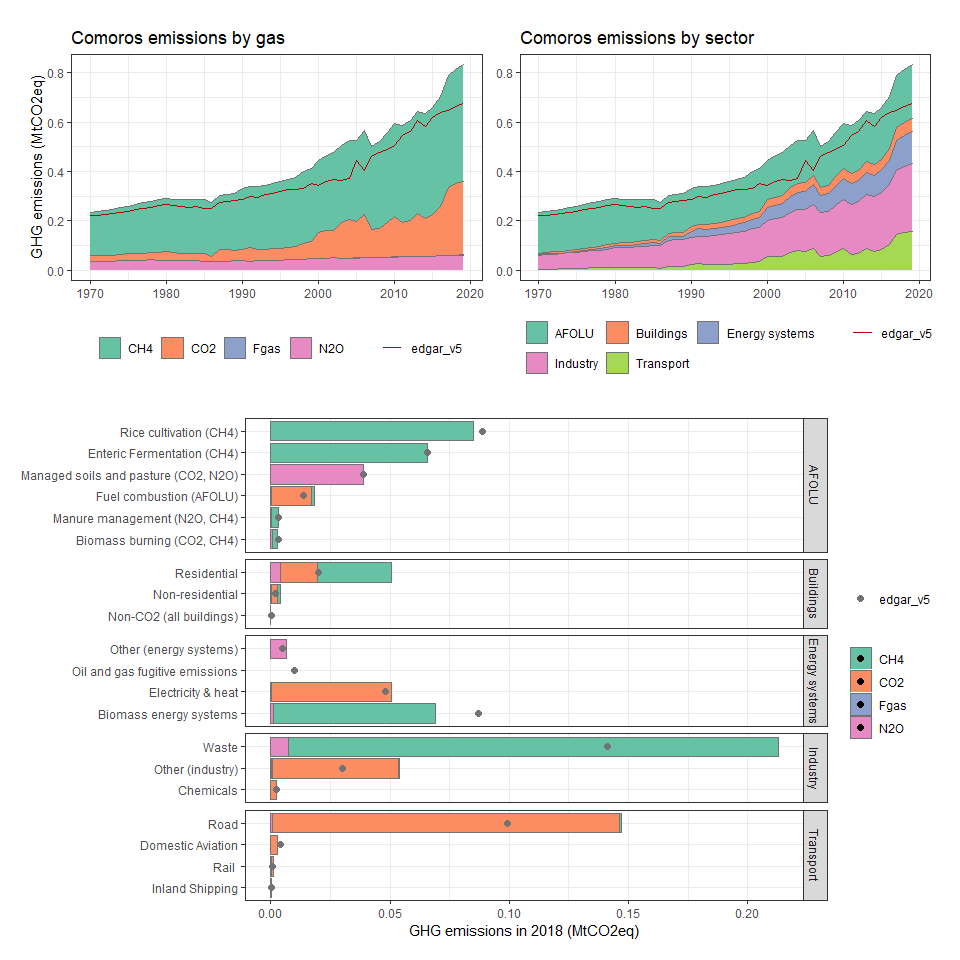 Comoros emissions by gas
GHG emissions (MtCO2eq)
0.8
0.6
0.4
0.2
0.0
1970 1980 1990 2000 2010 2020
CH4 CO2 Fgas N2O edgar_v5
Comoros emissions by sector
0.8
0.6
0.4
0.2
0.0
1970 1980 1990 2000 2010 2020
AFOLU Buildings Energy systems edgar_v5
Industry Transport
Rice cultivation (CH4)
Enteric Fermentation (CH4)
Managed soils and pasture (CO2, N2O)
Fuel combustion (AFOLU)
Manure management (N2O, CH4)
Biomass burning (CO2, CH4)
AFOLU
Residential
Non-residential
Non-CO2 (all buildings)
Buildings
Other (energy systems)
Oil and gas fugitive emissions
Electricity & heat
Biomass energy systems
Energy systems
Waste
Other (industry)
Chemicals
Industry
Road
Domestic Aviation
Rail
Inland Shipping
Transport
0.00 0.05 0.10 0.15 0.20
GHG emissions in 2018 (MtCO2eq)
edgar_v5
CH4
CO2
Fgas
N2O